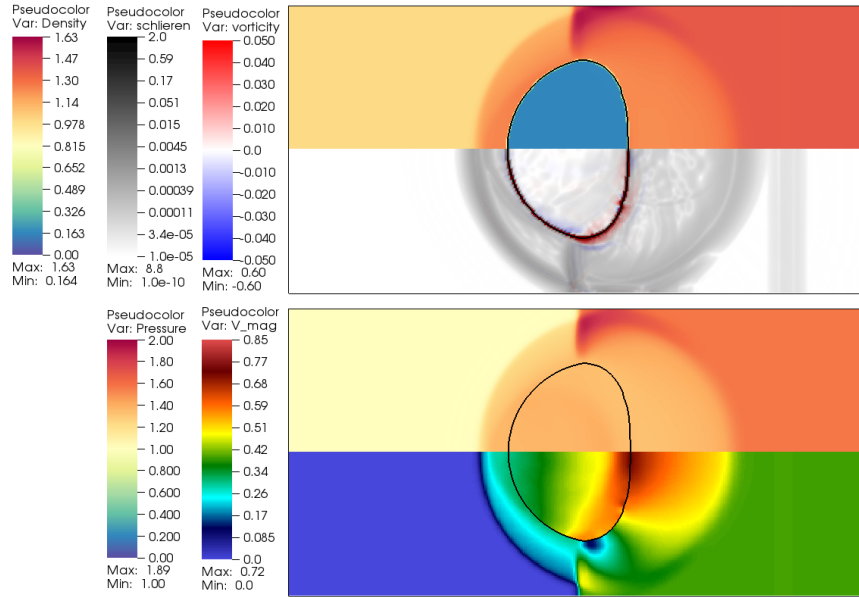 Pseudocolor
Var: Density
1.63
1.47
1.30
1.14
0.978
0.815
0.652
0.489
0.326
0.163
0.00
Max: 1.63
Min: 0.164
Pseudocolor
Var: schlieren
2.0
0.59
0.17
0.051
0.015
0.0045
0.0013
0.00039
0.00011
3.4e-05
1.0e-05
Max: 8.8
Min: 1.0e-10
Pseudocolor
Var: vorticity
0.050
0.040
0.030
0.020
0.010
0.000
-0.010
-0.020
-0.030
-0.040
-0.050
Max: 0.60
Min: -0.60
Pseudocolor
Var: Pressure
2.00
1.80
1.60
1.40
1.20
1.00
0.800
0.600
0.400
0.200
0.00
Max: 1.89
Min: 1.00
Pseudocolor
Var: V_mag
0.85
0.77
0.68
0.59
0.51
0.42
0.34
0.26
0.17
0.085
0.0
Max: 0.72
Min: 0.0